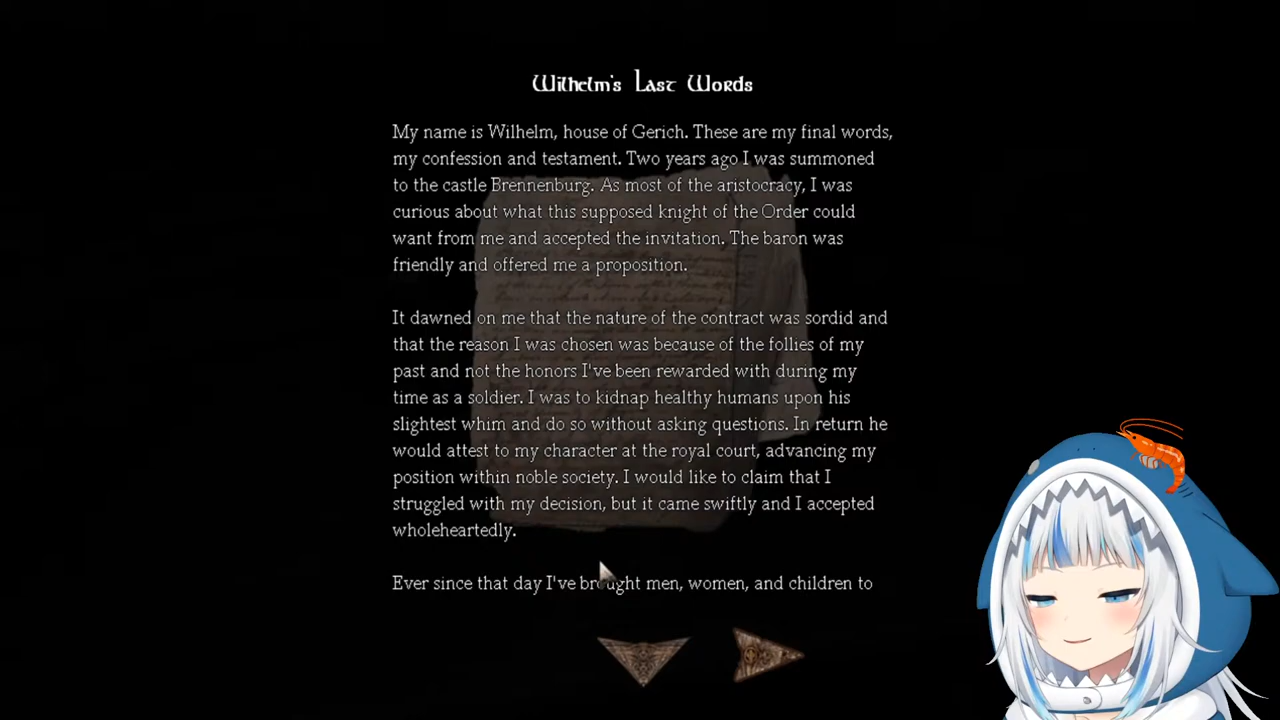 Wilhelm's Last Words
My name is Wilhelm, house of Gerich. These are my final words,
my confession and testament. Two years ago I was summoned
to the castle Brennenburg. As most of the aristocracy, I was
curious about what this supposed knight of the Order could
want from me and accepted the invitation. The baron was
friendly and offered me a proposition.
It dawned on me that the nature of the contract was sordid and
that the reason I was chosen was because of the follies of my
past and not the honors I've been rewarded with during my
time as a soldier. I was to kidnap healthy humans upon his
slightest whim and do so without asking questions. In return he
would attest to my character at the royal court, advancing my
position within noble society. I would like to claim that I
struggled with my decision, but it came swiftly and I accepted
wholeheartedly.
Ever since that day I've brought men, women, and children to